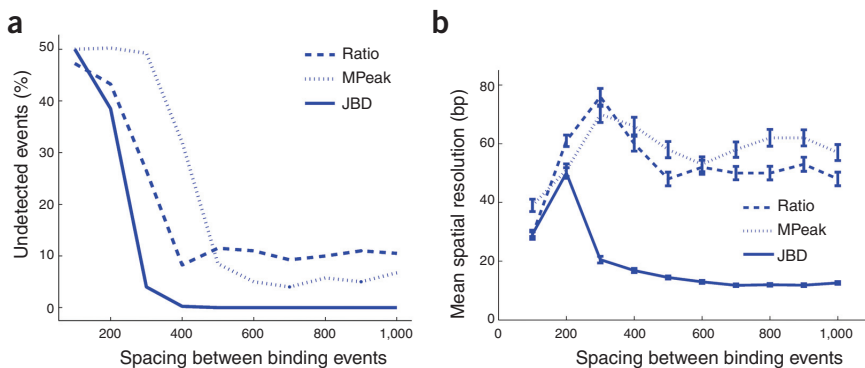 a
50
40
30
20
10
0
Undetected events (%)
Ratio
MPeak
JBD
200
400
600
800
1,000
Spacing between binding events
b
80
60
40
20
0
Mean spatial resolution (bp)
Ratio
MPeak
JBD
0
200
400
600
800
1,000
Spacing between binding events